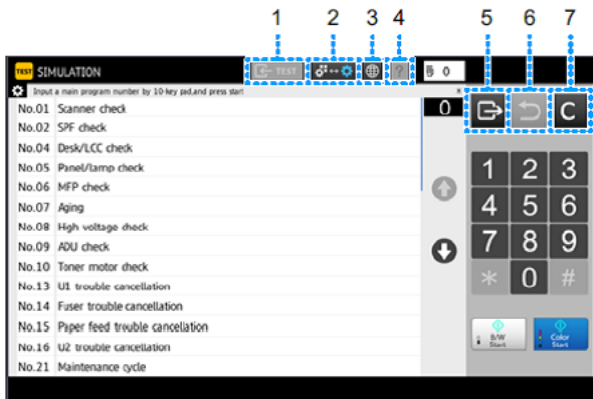 1 2 3 4 5 6 7
TEST SIMULATION
TEST
?
0
Input a main program number by 10-key pad,and press start
×
0
C
No.01 Scanner check
No.02 SPF check
No.04 Desk/LCC check
No.05 Panel/lamp check
No.06 MFP check
No.07 Aging
No.08 High voltage check
No.09 ADU check
No.10 Toner motor check
No.13 U1 trouble cancellation
No.14 Fuser trouble cancellation
No.15 Paper feed trouble cancellation
No.16 U2 trouble cancellation
No.21 Maintenance cycle
1 2 3
4 5 6
7 8 9
* 0 #
B/W
Start
Color
Start